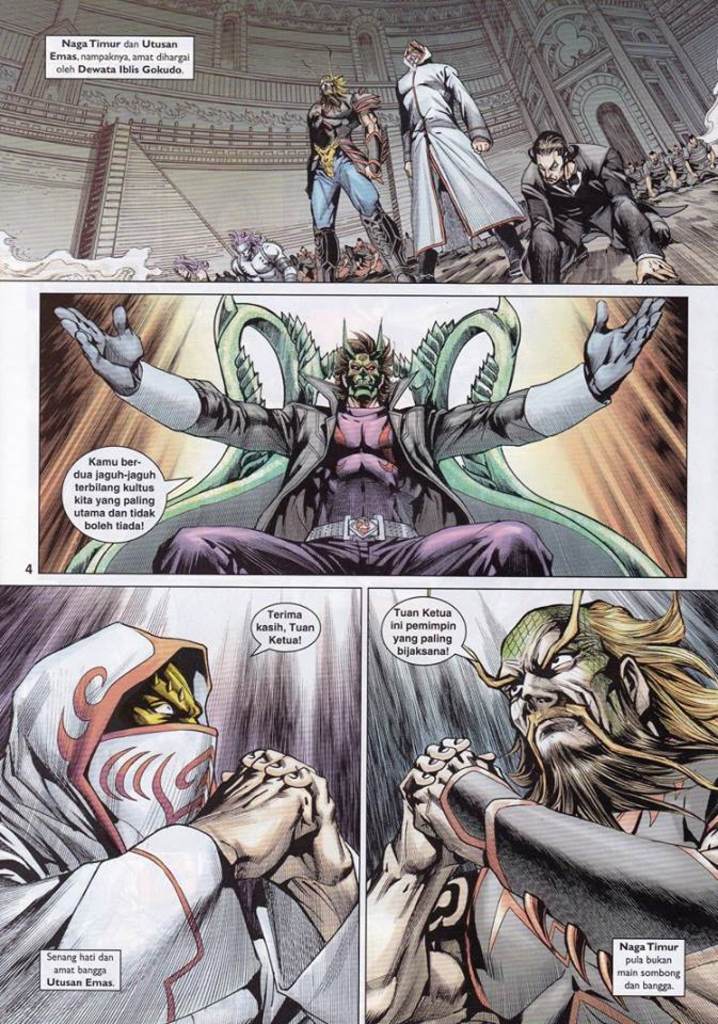 Naga Timur dan Utusan
Emas, nampaknya, amat dihargai
oleh Dewata Iblis Gokudo.
Kamu ber-
dua jaguh-jaguh
terbilang kultus
kita yang paling
utama dan tidak
boleh tiada!
4
Terima
kasih, Tuan
Ketua!
Senang hati dan
amat bangga
Utusan Emas.
Tuan Ketua
ini pemimpin
yang paling
bijaksana!
Naga Timur
pula bukan
main sombong
dan bangga.